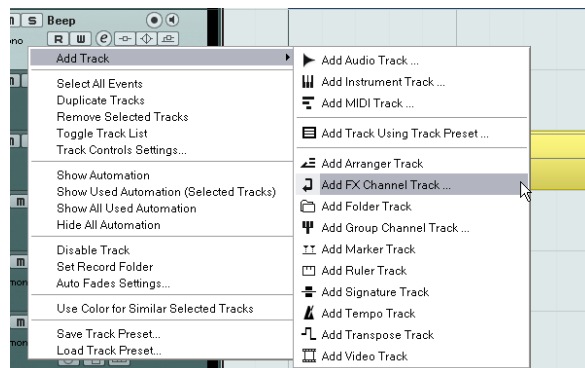 m S Beep
no R W e
Add Track
Select All Events
Duplicate Tracks
Remove Selected Tracks
Toggle Track List
Track Controls Settings...
Show Automation
Show Used Automation (Selected Tracks)
Show All Used Automation
Hide All Automation
Disable Track
Set Record Folder
Auto Fades Settings...
Use Color for Similar Selected Tracks
Save Track Preset...
Load Track Preset...
Add Audio Track ...
Add Instrument Track ...
Add MIDI Track ...
Add Track Using Track Preset ...
Add Arranger Track
Add FX Channel Track ...
Add Folder Track
Add Group Channel Track ...
Add Marker Track
Add Ruler Track
Add Signature Track
Add Tempo Track
Add Transpose Track
Add Video Track
m
m
mon
m
mon